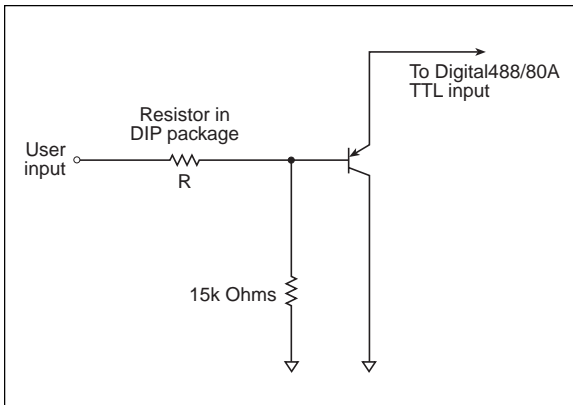 To Digital488/80A
TTL input
Resistor in
DIP package
User
input
R
15k Ohms